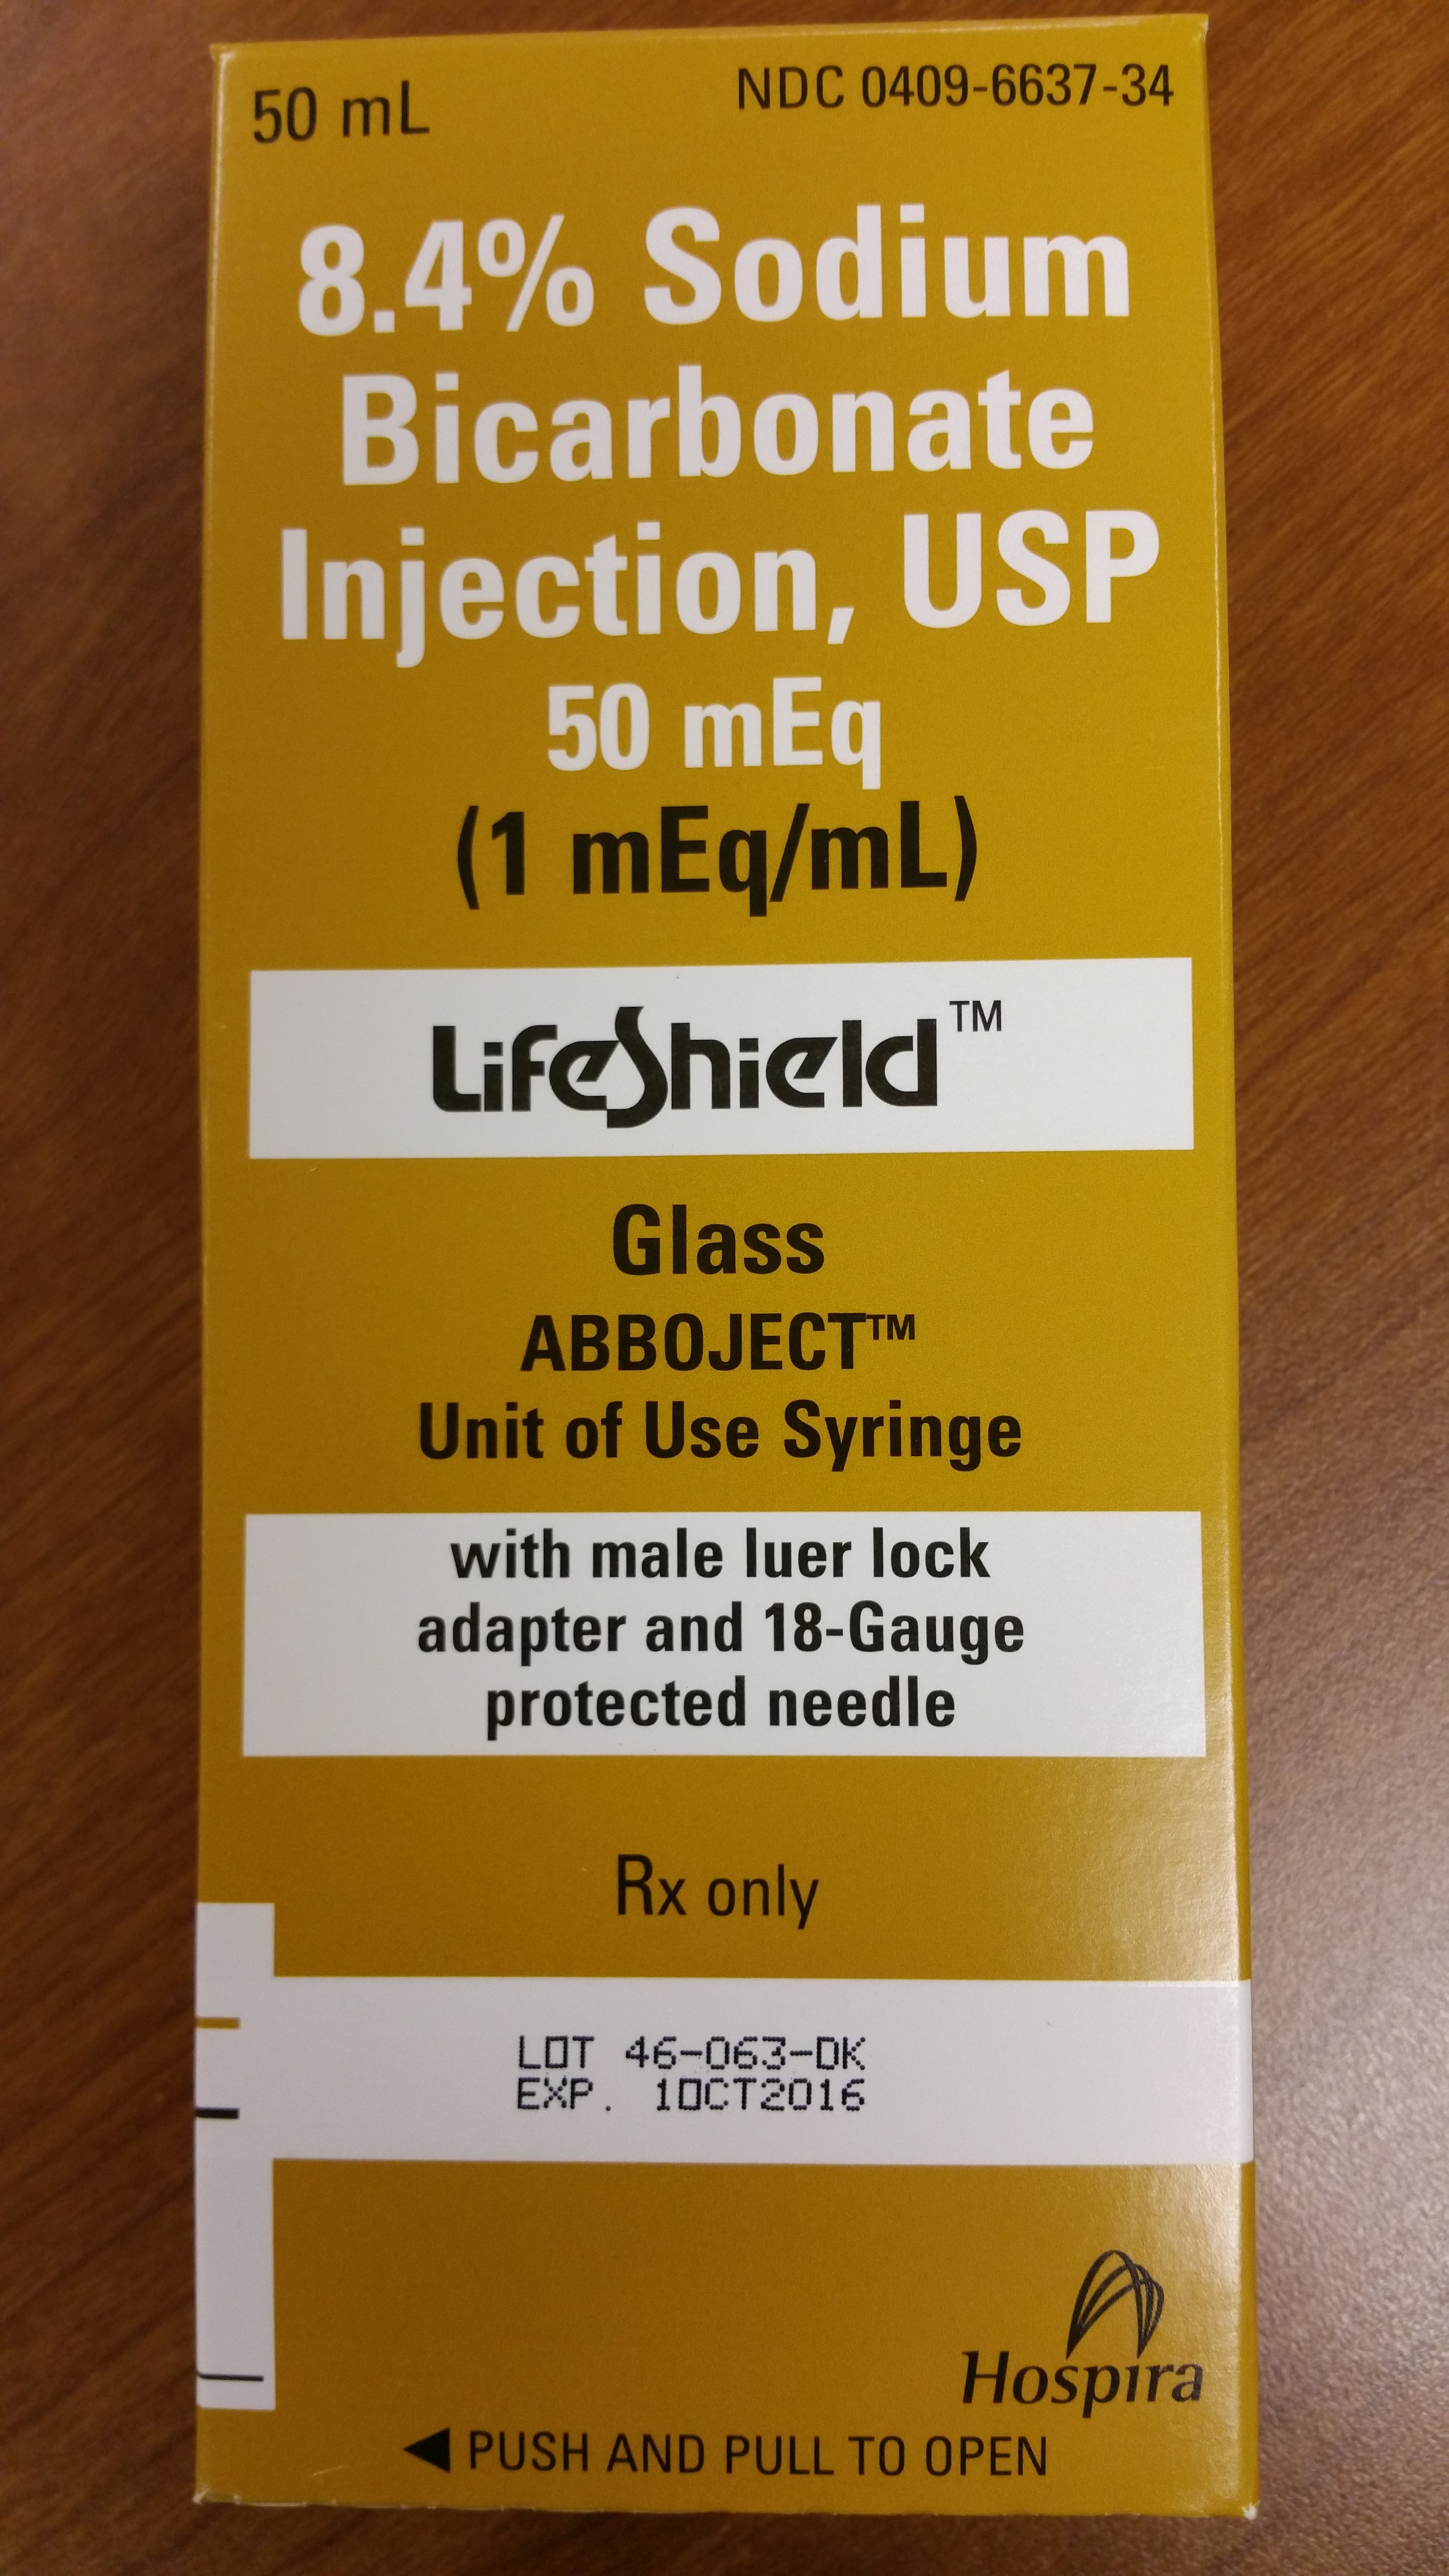 50 mL
NDC 0409-6637-34
8.4% Sodium
Bicarbonate
Injection, USP
50 mEq
(1 mEq/mL)
LifeShield™
Glass
ABBOJECT™
Unit of Use Syringe
with male luer lock
adapter and 18-Gauge
protected needle
Rx only
LOT 46-063-DK
EXP. 1OCT2016
Hospira
◀ PUSH AND PULL TO OPEN